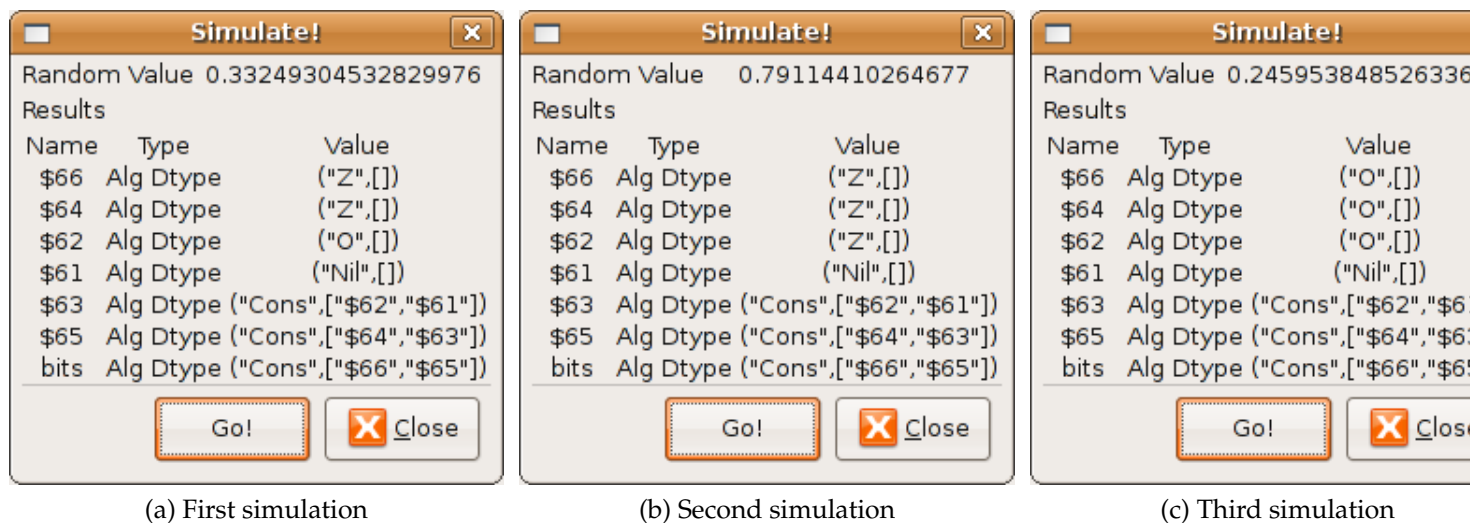 Simulate!
Random Value 0.33249304532829976
Results
Name Type Value
$66 Alg Dtype ("Z",[])
$64 Alg Dtype ("Z",[])
$62 Alg Dtype ("O",[])
$61 Alg Dtype ("Nil",[])
$63 Alg Dtype ("Cons",["$62","$61"])
$65 Alg Dtype ("Cons",["$64","$63"])
bits Alg Dtype ("Cons",["$66","$65"])
Go! Close
(a) First simulation
Simulate!
Random Value 0.79114410264677
Results
Name Type Value
$66 Alg Dtype ("Z",[])
$64 Alg Dtype ("Z",[])
$62 Alg Dtype ("Z",[])
$61 Alg Dtype ("Nil",[])
$63 Alg Dtype ("Cons",["$62","$61"])
$65 Alg Dtype ("Cons",["$64","$63"])
bits Alg Dtype ("Cons",["$66","$65"])
Go! Close
(b) Second simulation
Simulate!
Random Value 0.245953848526336
Results
Name Type Value
$66 Alg Dtype ("O",[])
$64 Alg Dtype ("O",[])
$62 Alg Dtype ("O",[])
$61 Alg Dtype ("Nil",[])
$63 Alg Dtype ("Cons",["$62","$6
$65 Alg Dtype ("Cons",["$64","$6
bits Alg Dtype ("Cons",["$66","$6
Go! Close
(c) Third simulation